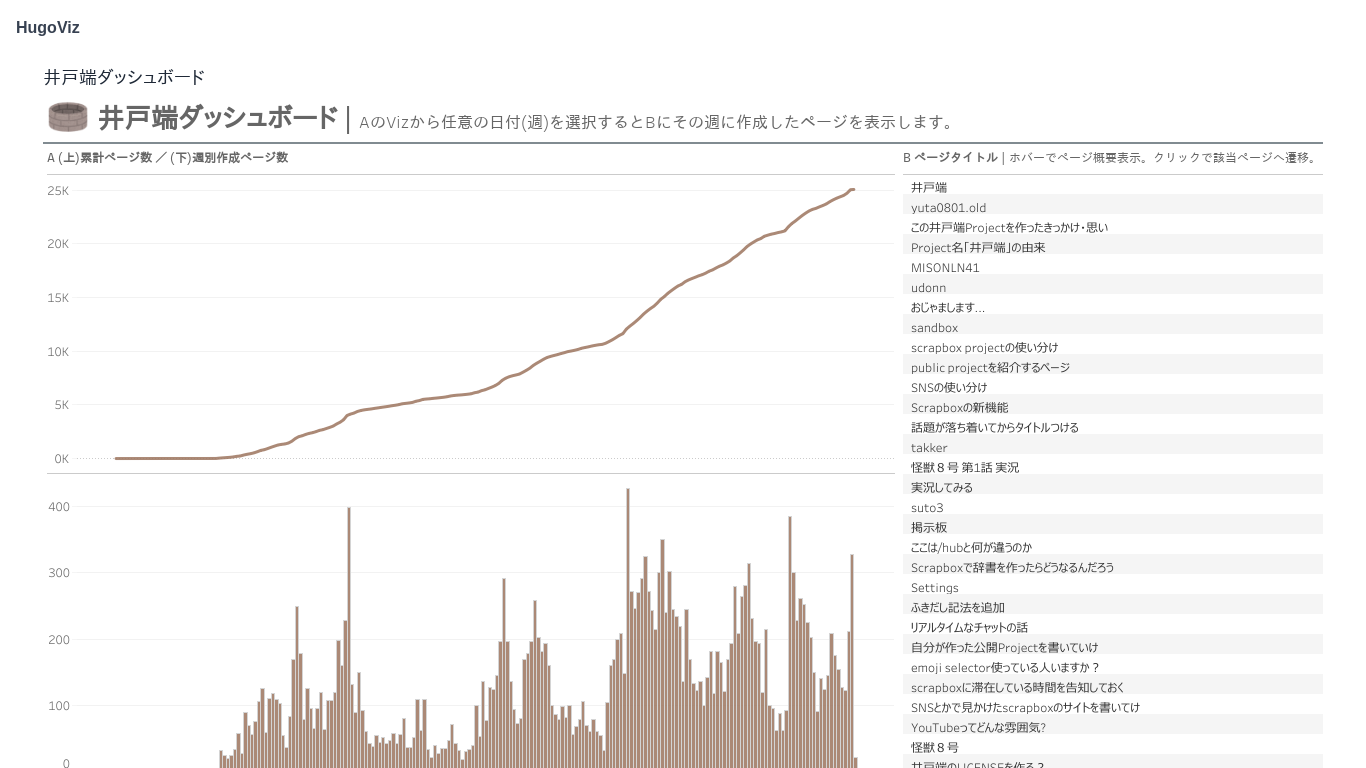 HugoViz
井戸端ダッシュボード
井戸端ダッシュボード | AのVizから任意の日付(週)を選択するとBにその週に作成したページを表示します。
A (上)累計ページ数 ／ (下)週別作成ページ数
25K
20K
15K
10K
5K
0K
400
300
200
100
0
B ページタイトル | ホバーでページ概要表示。クリックで該当ページへ遷移。
井戸端
yuta0801.old
この井戸端Projectを作ったきっかけ・思い
Project名「井戸端」の由来
MISONLN41
udonn
おじゃまします…
sandbox
scrapbox projectの使い分け
public projectを紹介するページ
SNSの使い分け
Scrapboxの新機能
話題が落ち着いてからタイトルつける
takker
怪獣８号 第1話 実況
実況してみる
suto3
掲示板
ここは/hubと何が違うのか
Scrapboxで辞書を作ったらどうなるんだろう
Settings
ふきだし記法を追加
リアルタイムなチャットの話
自分が作った公開Projectを書いていけ
emoji selector使っている人いますか？
scrapboxに滞在している時間を告知しておく
SNSとかで見かけたscrapboxのサイトを書いてけ
YouTubeってどんな雰囲気?
怪獣８号
井戸端のLICENSEを作る？